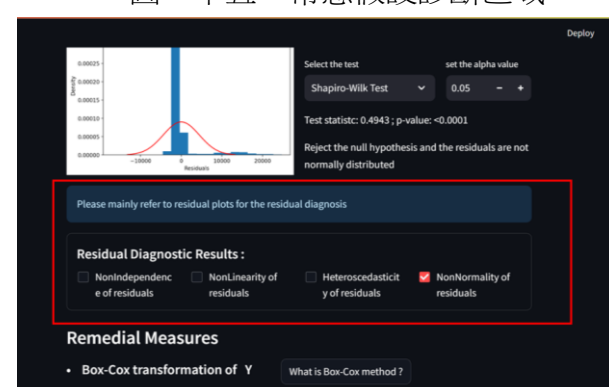 Deploy
Select the test
set the alpha value
Shapiro-Wilk Test
0.05 − +
Test statistc: 0.4943 ; p-value: <0.0001
Reject the null hypothesis and the residuals are not
normally distributed
Density
0.00025
0.00020
0.00015
0.00010
0.00005
0.00000
−10000 0 10000 20000
Residuals
Please mainly refer to residual plots for the residual diagnosis
Residual Diagnostic Results :
NonIndependenc
e of residuals
NonLinearity of
residuals
Heteroscedasticit
y of residuals
NonNormality of
residuals
Remedial Measures
• Box-Cox transformation of Y
What is Box-Cox method ?